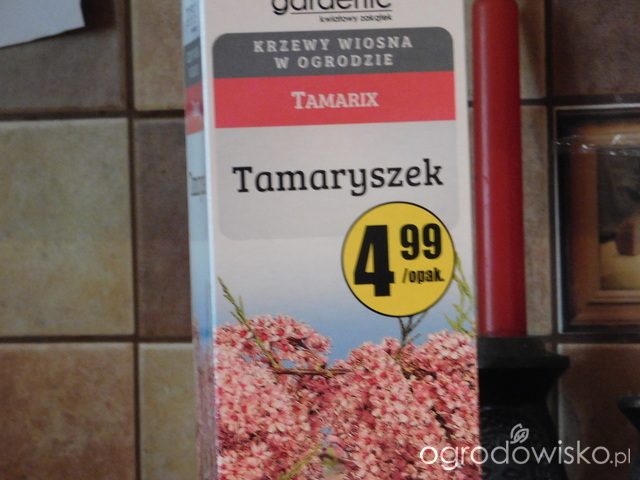 gardenic
kwiatowy zakątek
KRZEWY WIOSNA
W OGRODZIE
TAMARIX
Tamaryszek
4 99
/opak.
ogrodowisko.pl